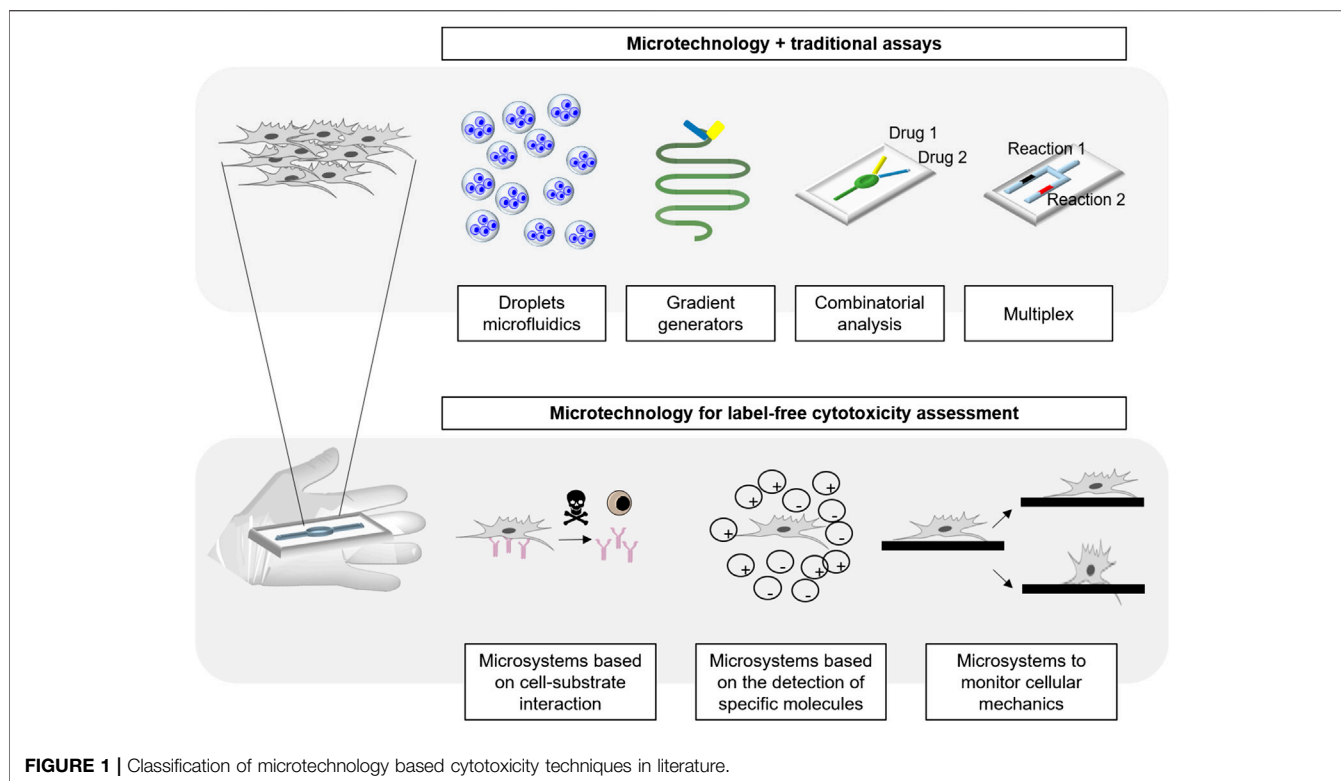 Microtechnology + traditional assays
Drug 1
Drug 2
Reaction 1
Reaction 2
Droplets
microfluidics
Gradient
generators
Combinatorial
analysis
Multiplex
Microtechnology for label-free cytotoxicity assessment
+
+
+
-
-
+
-
+
-
+
+
-
-
Microsystems based
on cell-substrate
interaction
Microsystems based
on the detection of
specific molecules
Microsystems to
monitor cellular
mechanics
FIGURE 1 | Classification of microtechnology based cytotoxicity techniques in literature.